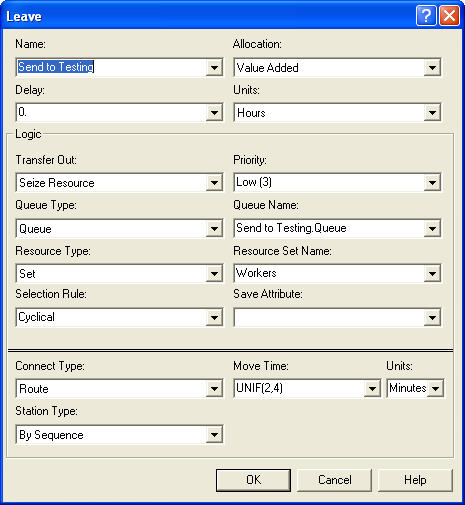 Leave
Name: Allocation:
Send to Testing Value Added
Delay: Units:
0. Hours
Logic
Transfer Out: Priority:
Seize Resource Low (3)
Queue Type: Queue Name:
Queue Send to Testing.Queue
Resource Type: Resource Set Name:
Set Workers
Selection Rule: Save Attribute:
Cyclical
Connect Type: Move Time: Units:
Route UNIF(2,4) Minutes
Station Type:
By Sequence
OK Cancel Help